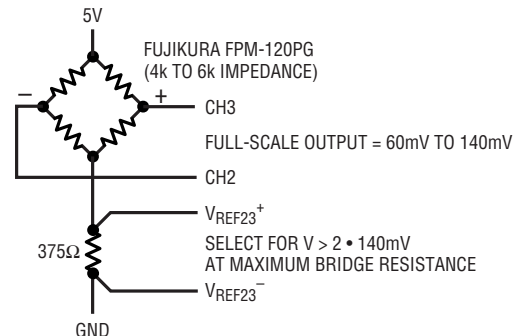 5V
FUJIKURA FPM-120PG
(4k TO 6k IMPEDANCE)
–
+
CH3
FULL-SCALE OUTPUT = 60mV TO 140mV
CH2
VREF23+
375Ω
SELECT FOR V > 2 • 140mV
AT MAXIMUM BRIDGE RESISTANCE
VREF23–
GND